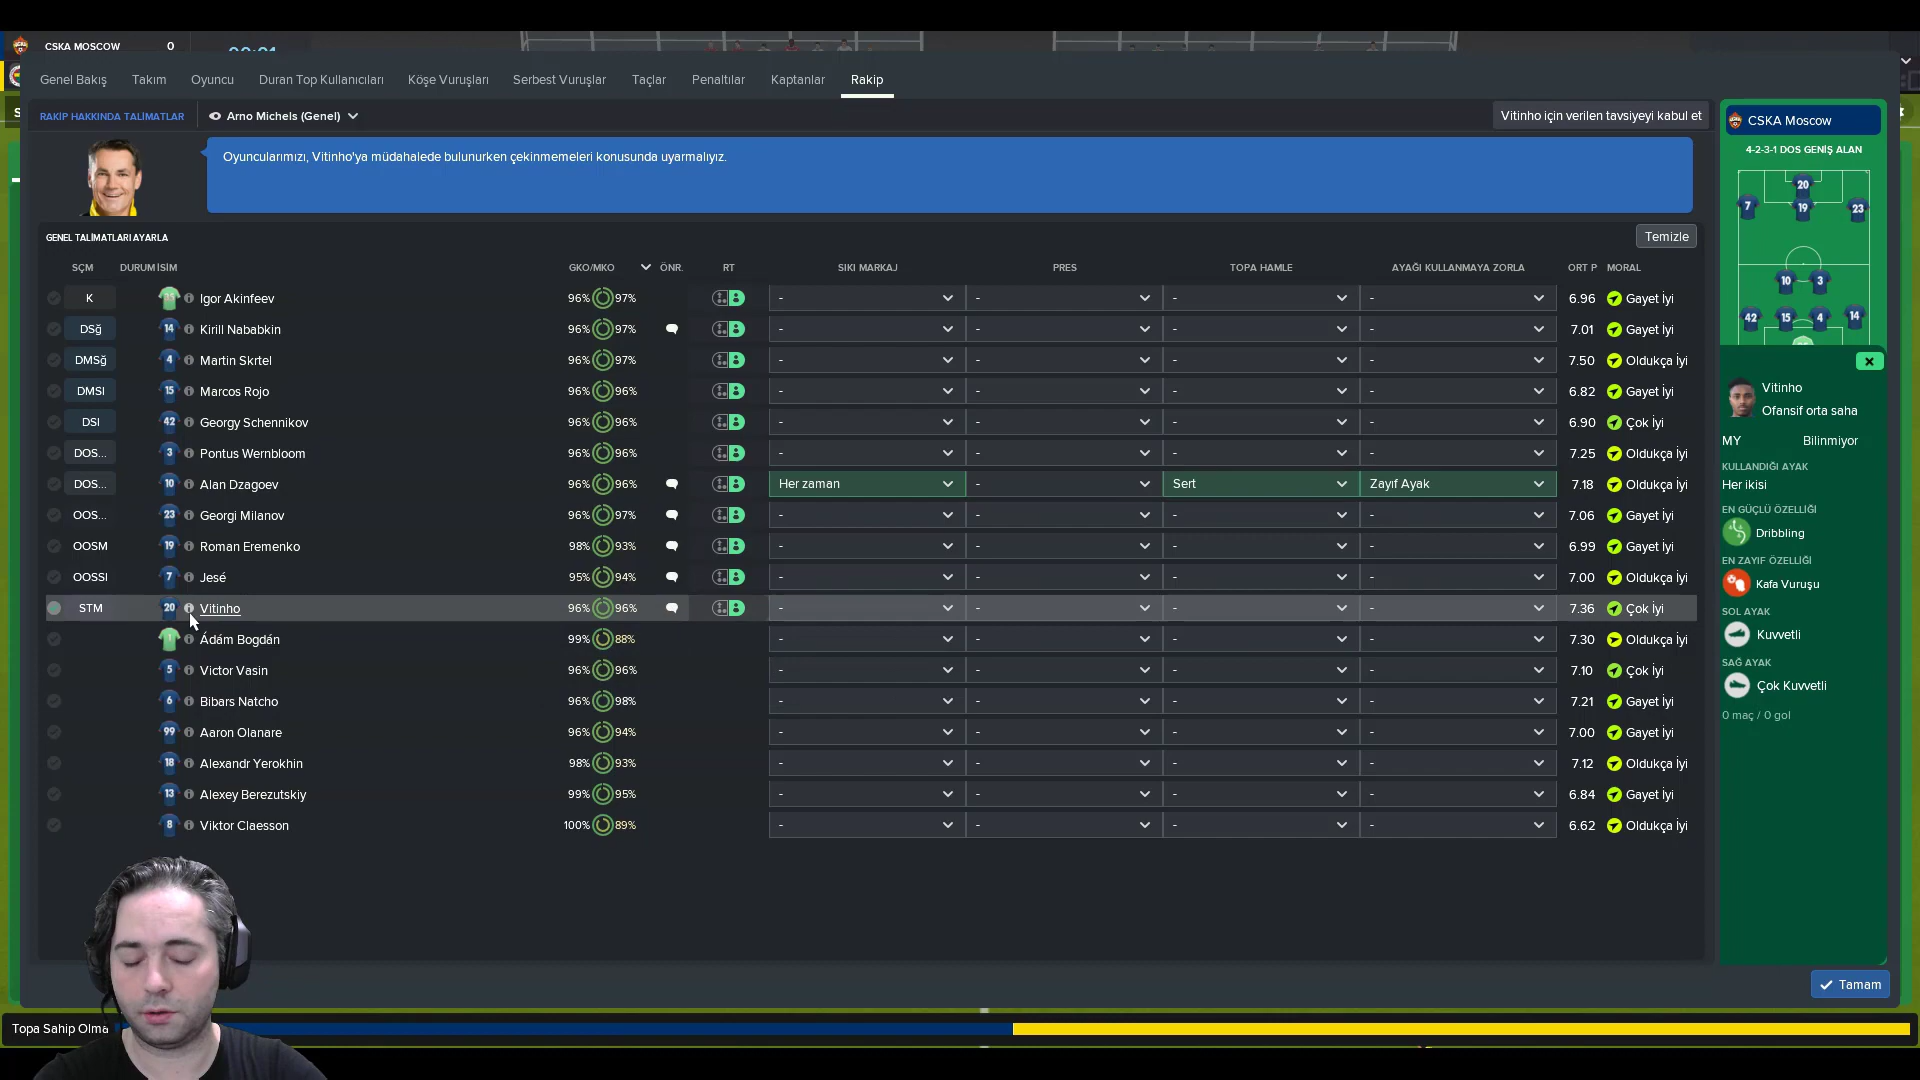 CSKA MOSCOW 0
Genel Bakış Takım Oyuncu Duran Top Kullanıcıları Köşe Vuruşları Serbest Vuruşlar Taçlar Penaltılar Kaptanlar Rakip
RAKİP HAKKINDA TALİMATLAR Arno Michels (Genel) Vitinho için verilen tavsiyeyi kabul et
Oyuncularımızı, Vitinho'ya müdahalede bulunurken çekinmemeleri konusunda uyarmalıyız.
GENEL TALİMATLARI AYARLA Temizle
SÇM DURUM İSİM GKO/MKO ÖNR. RT SIKI MARKAJ PRES TOPA HAMLE AYAĞI KULLANMAYA ZORLA ORT P MORAL
K Igor Akinfeev 96% 97% - - - - 6.96 Gayet İyi
DSğ 14 Kirill Nababkin 96% 97% - - - - 7.01 Gayet İyi
DMSğ 4 Martin Skrtel 96% 97% - - - - 7.50 Oldukça İyi
DMSl 15 Marcos Rojo 96% 96% - - - - 6.82 Gayet İyi
DSl 42 Georgy Schennikov 96% 96% - - - - 6.90 Çok İyi
DOS... 3 Pontus Wernbloom 96% 96% - - - - 7.25 Oldukça İyi
DOS... 10 Alan Dzagoev 96% 96% Her zaman - Sert Zayıf Ayak 7.18 Oldukça İyi
OOS... 23 Georgi Milanov 96% 97% - - - - 7.06 Gayet İyi
OOSM 19 Roman Eremenko 98% 93% - - - - 6.99 Gayet İyi
OOSSl 7 Jesé 95% 94% - - - - 7.00 Oldukça İyi
STM 20 Vitinho 96% 96% - - - - 7.36 Çok İyi
1 Ádám Bogdán 99% 88% - - - - 7.30 Oldukça İyi
5 Victor Vasin 96% 96% - - - - 7.10 Çok İyi
6 Bibars Natcho 96% 98% - - - - 7.21 Gayet İyi
99 Aaron Olanare 96% 94% - - - - 7.00 Gayet İyi
18 Alexandr Yerokhin 98% 93% - - - - 7.12 Oldukça İyi
13 Alexey Berezutskiy 99% 95% - - - - 6.84 Gayet İyi
8 Viktor Claesson 100% 89% - - - - 6.62 Oldukça İyi
CSKA Moscow
4-2-3-1 DOS GENİŞ ALAN
20
7 19 23
10 3
42 15 4 14
Vitinho
Ofansif orta saha
MY Bilinmiyor
KULLANDIĞI AYAK
Her ikisi
EN GÜÇLÜ ÖZELLİĞİ
Dribbling
EN ZAYIF ÖZELLİĞİ
Kafa Vuruşu
SOL AYAK
Kuvvetli
SAĞ AYAK
Çok Kuvvetli
0 maç / 0 gol
Tamam
Topa Sahip Olma